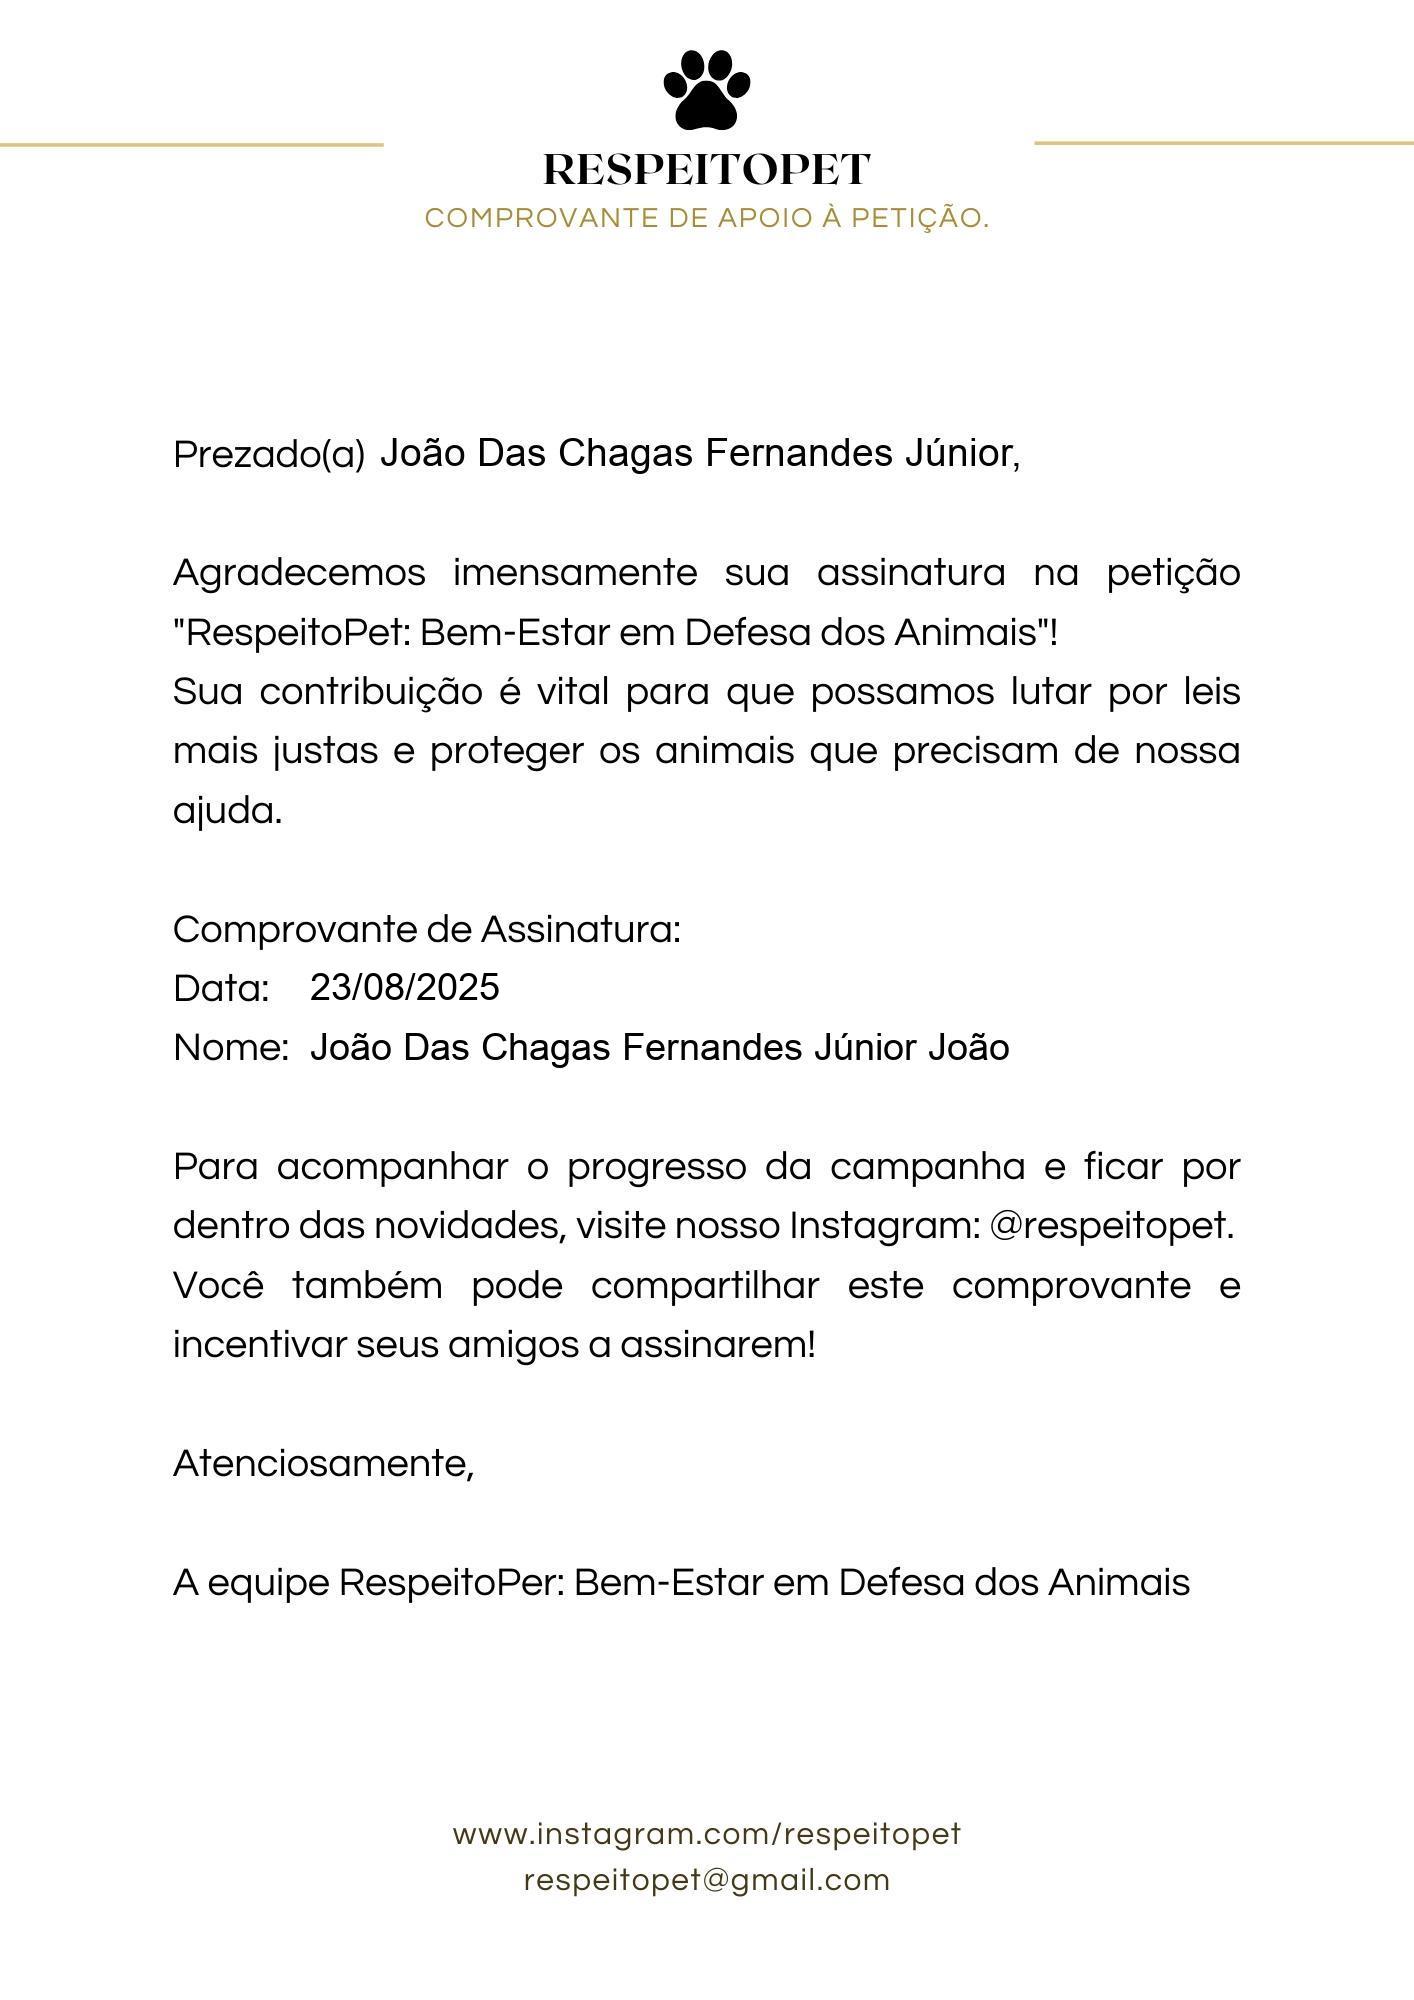 RESPEITOPET
COMPROVANTE DE APOIO À PETIÇÃO.
Prezado(a) João Das Chagas Fernandes Júnior,
Agradecemos imensamente sua assinatura na petição
"RespeitoPet: Bem-Estar em Defesa dos Animais"!
Sua contribuição é vital para que possamos lutar por leis
mais justas e proteger os animais que precisam de nossa
ajuda.
Comprovante de Assinatura:
Data: 23/08/2025
Nome: João Das Chagas Fernandes Júnior João
Para acompanhar o progresso da campanha e ficar por
dentro das novidades, visite nosso Instagram: @respeitopet.
Você também pode compartilhar este comprovante e
incentivar seus amigos a assinarem!
Atenciosamente,
A equipe RespeitoPer: Bem-Estar em Defesa dos Animais
www.instagram.com/respeitopet
respeitopet@gmail.com